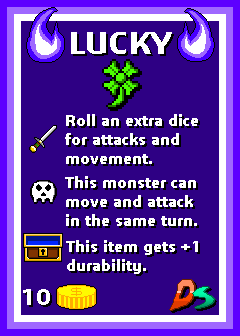 LUCKY
Roll an extra dice
for attacks and
movement.
This monster can
move and attack
in the same turn.
This item gets +1
durability.
10
DS